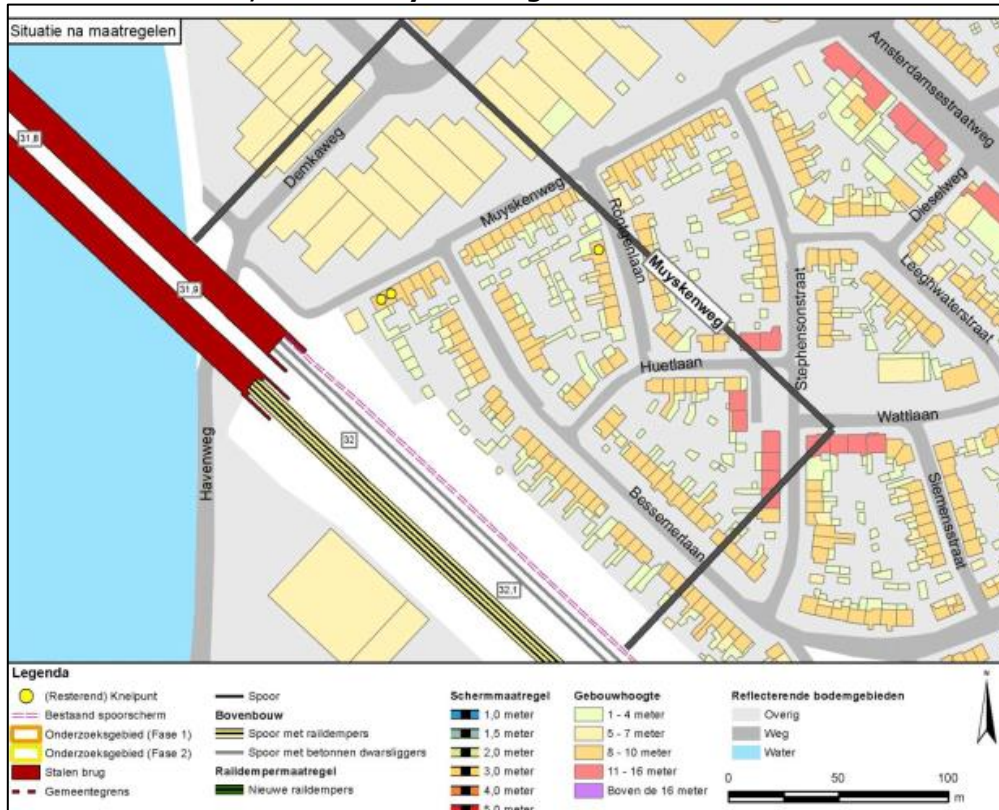 Situatie na maatregelen
Amsterdamsestraatweg
31,8
Demkaweg
Dieselweg
Muyskenweg
Leeghwaterstraat
Muyskenweg
Stephensonstraat
31,9
Huetlaan
Wattlaan
32
Havenweg
Bessemerlaan
Siemensstraat
32,1
Legenda
(Resterend) Knelpunt
Bestaand spoorscherm
Onderzoeksgebied (Fase 1)
Onderzoeksgebied (Fase 2)
Stalen brug
Gemeentegrens
Spoor
Bovenbouw
Spoor met raildempers
Spoor met betonnen dwarsliggers
Raildempermaatregel
Nieuwe raildempers
Schermmaatregel
1,0 meter
1,5 meter
2,0 meter
3,0 meter
4,0 meter
5,0 meter
Gebouwhoogte
1 - 4 meter
5 - 7 meter
8 - 10 meter
11 - 16 meter
Boven de 16 meter
Reflecterende bodemgebieden
Overig
Weg
Water
N
0 50 100
m